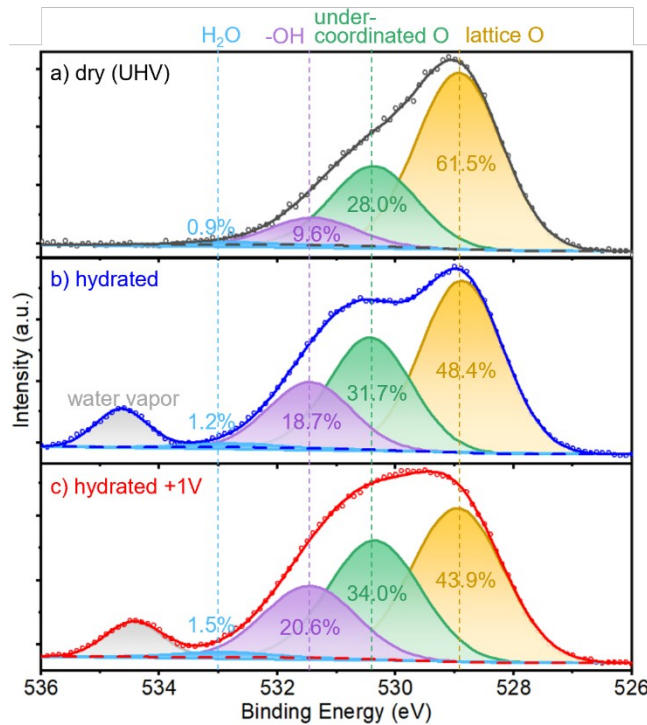 H₂O -OH under-coordinated O lattice O
a) dry (UHV)
61.5%
28.0%
0.9%
9.6%
b) hydrated
48.4%
31.7%
water vapor
1.2%
18.7%
c) hydrated +1V
43.9%
34.0%
1.5%
20.6%
Intensity (a.u.)
536 534 532 530 528 526
Binding Energy (eV)